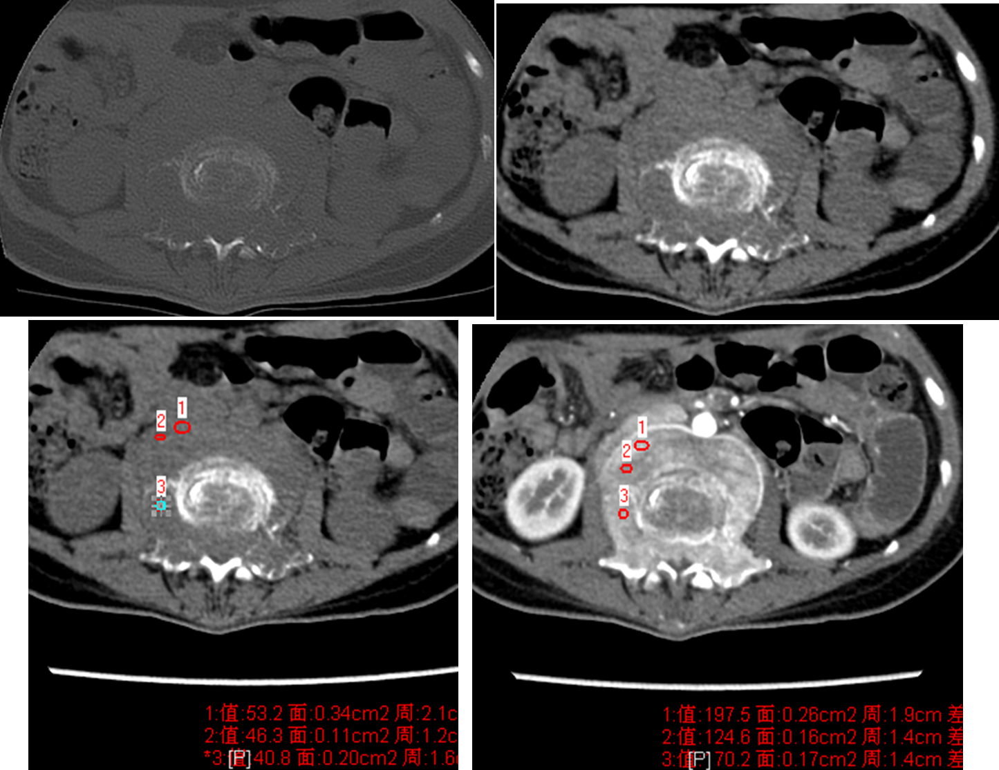 1
2
3
1
2
3
1:值:53.2 面:0.34cm2 周:2.1c
2:值:46.3 面:0.11cm2 周:1.2c
*3:值:40.8 面:0.20cm2 周:1.6
[P]
1:值:197.5 面:0.26cm2 周:1.9cm 差
2:值:124.6 面:0.16cm2 周:1.4cm 差
3:值:70.2 面:0.17cm2 周:1.4cm 差
[P]